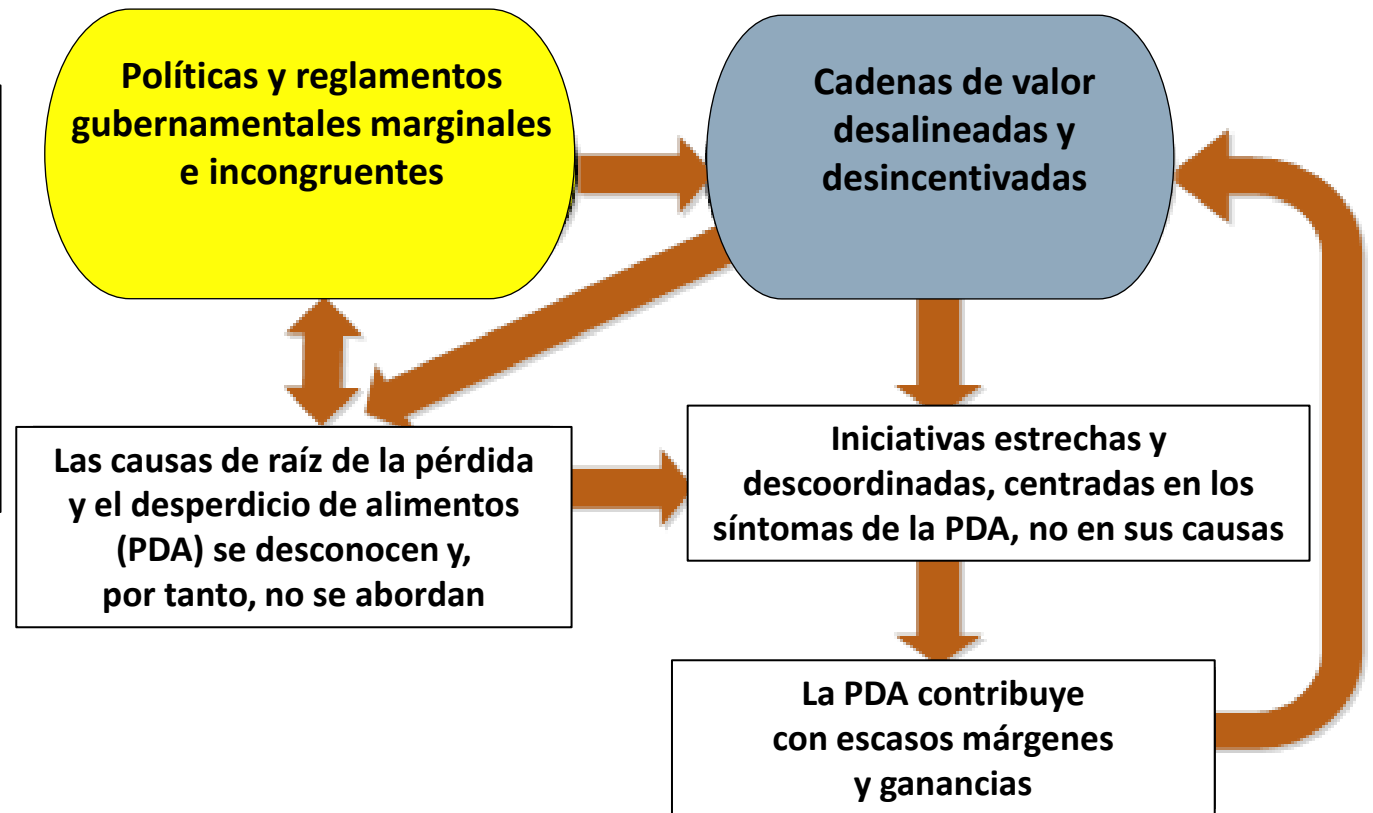 Políticas y reglamentos
gubernamentales marginales
e incongruentes
Cadenas de valor
desalineadas y
desincentivadas
Las causas de raíz de la pérdida
y el desperdicio de alimentos
(PDA) se desconocen y,
por tanto, no se abordan
Iniciativas estrechas y
descoordinadas, centradas en los
síntomas de la PDA, no en sus causas
La PDA contribuye
con escasos márgenes
y ganancias